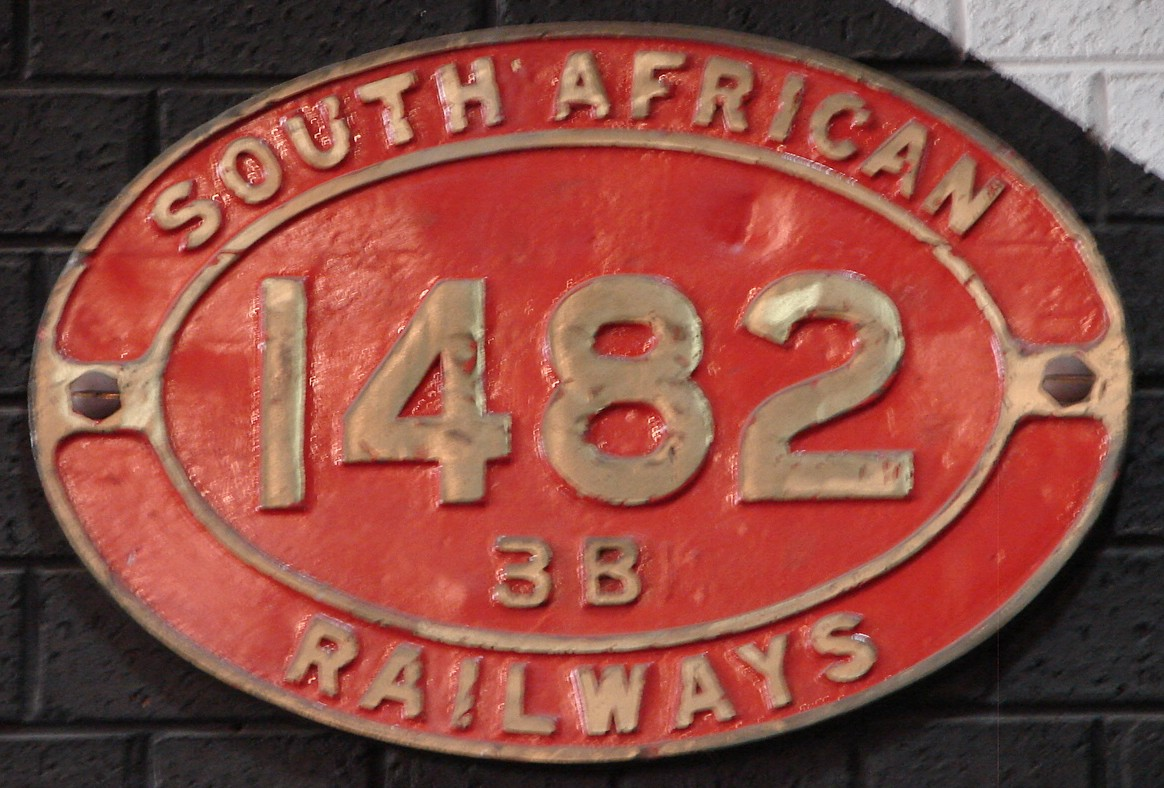 SOUTH AFRICAN
1482
3B
RAILWAYS